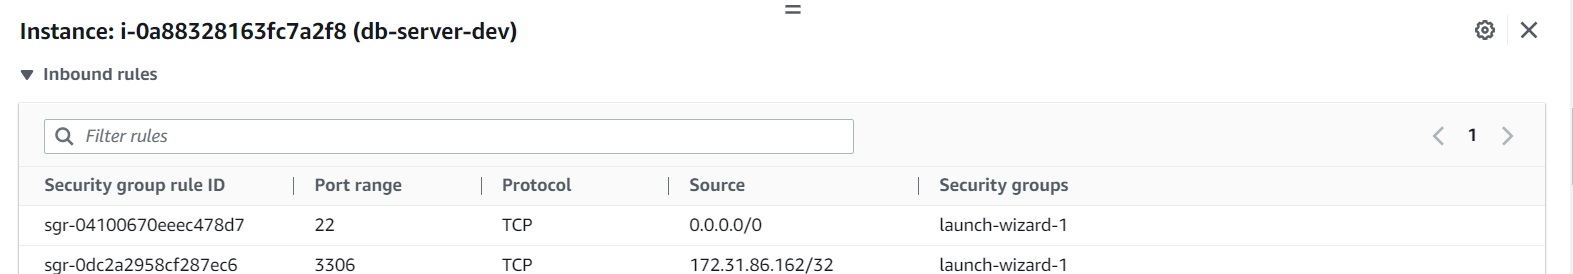 Instance: i-0a88328163fc7a2f8 (db-server-dev)
Inbound rules
Filter rules
1
Security group rule ID Port range Protocol Source Security groups
sgr-04100670eeec478d7 22 TCP 0.0.0.0/0 launch-wizard-1
sgr-0dc2a2958cf287ec6 3306 TCP 172.31.86.162/32 launch-wizard-1